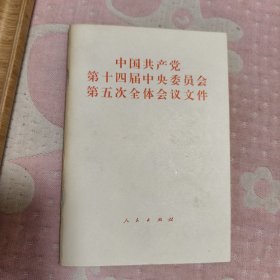 中国共产党
第十四届中央委员会
第五次全体会议文件
人民出版社